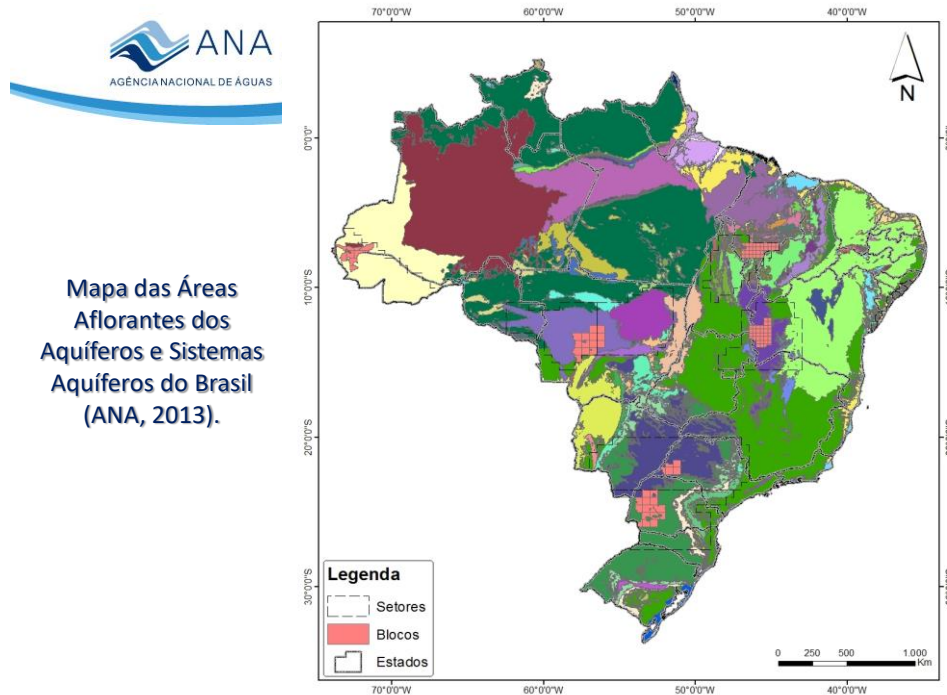 ANA
AGÊNCIA NACIONAL DE ÁGUAS
Mapa das Áreas
Aflorantes dos
Aquíferos e Sistemas
Aquíferos do Brasil
(ANA, 2013).
70°0'0"W 60°0'0"W 50°0'0"W 40°0'0"W
N
0°0'0"
10°0'0"S
20°0'0"S
30°0'0"S
Legenda
Setores
Blocos
Estados
0 250 500 1.000
Km
70°0'0"W 60°0'0"W 50°0'0"W 40°0'0"W